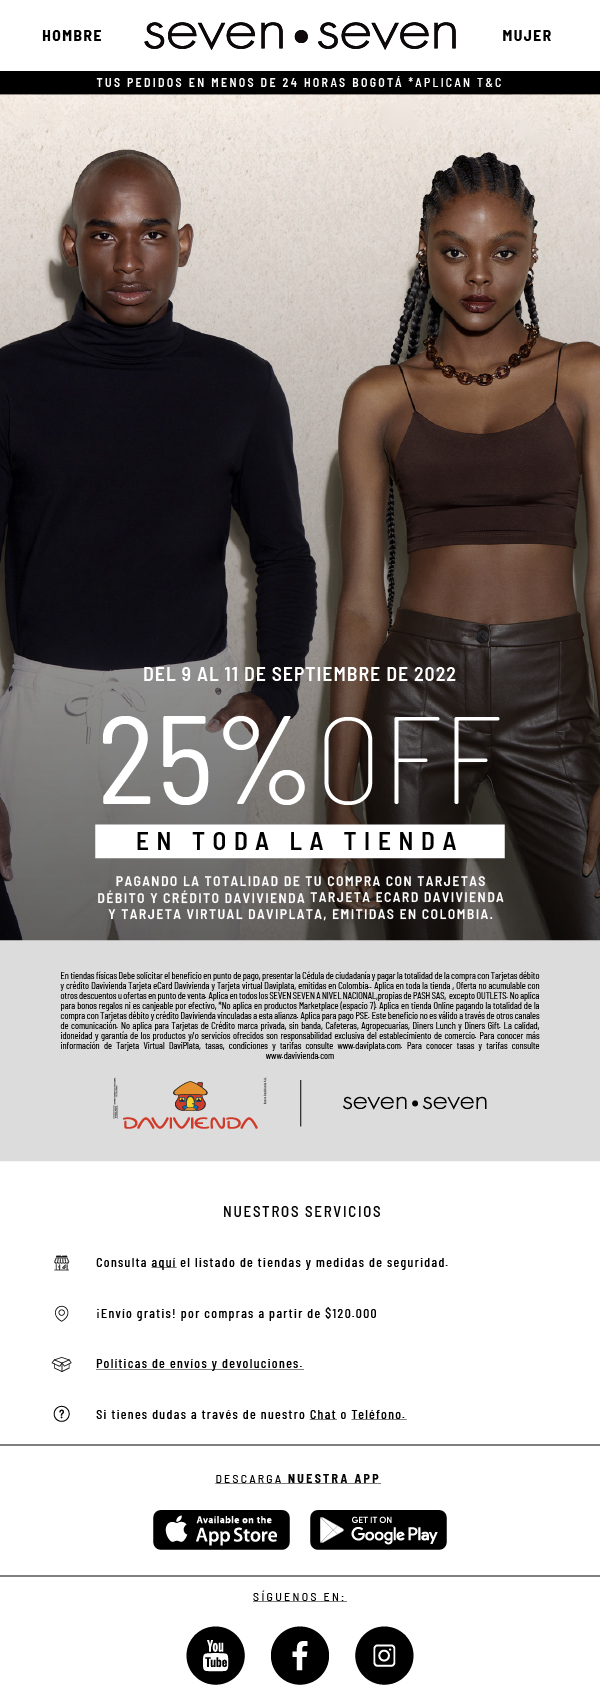 HOMBRE
seven•seven
MUJER
TUS PEDIDOS EN MENOS DE 24 HORAS BOGOTÁ *APLICAN T&C
DEL 9 AL 11 DE SEPTIEMBRE DE 2022
25%OFF
EN TODA LA TIENDA
PAGANDO LA TOTALIDAD DE TU COMPRA CON TARJETAS
DÉBITO Y CRÉDITO DAVIVIENDA TARJETA ECARD DAVIVIENDA
Y TARJETA VIRTUAL DAVIPLATA, EMITIDAS EN COLOMBIA.
En tiendas físicas Debe solicitar el beneficio en punto de pago, presentar la Cédula de ciudadanía y pagar la totalidad de la compra con Tarjetas débito
y crédito Davivienda Tarjeta eCard Davivienda y Tarjeta virtual Daviplata, emitidas en Colombia.. Aplica en toda la tienda , Oferta no acumulable con
otros descuentos u ofertas en punto de venta. Aplica en todos los SEVEN SEVEN A NIVEL NACIONAL,propias de PASH SAS, excepto OUTLETS. No aplica
para bonos regalos ni es canjeable por efectivo, *No aplica en productos Marketplace (espacio 7). Aplica en tienda Online pagando la totalidad de la
compra con Tarjetas débito y crédito Davivienda vinculadas a esta alianza. Aplica para pago PSE. Este beneficio no es válido a través de otros canales
de comunicación. No aplica para Tarjetas de Crédito marca privada, sin banda, Cafeteras, Agropecuarias, Diners Lunch y Diners Gift. La calidad,
idoneidad y garantía de los productos y/o servicios ofrecidos son responsabilidad exclusiva del establecimiento de comercio. Para conocer más
información de Tarjeta Virtual DaviPlata, tasas, condiciones y tarifas consulte www.daviplata.com. Para conocer tasas y tarifas consulte
www.davivienda.com
DAVIVIENDA
seven•seven
NUESTROS SERVICIOS
Consulta aquí el listado de tiendas y medidas de seguridad.
¡Envío gratis! por compras a partir de $120.000
Políticas de envíos y devoluciones.
Si tienes dudas a través de nuestro Chat o Teléfono.
DESCARGA NUESTRA APP
Available on the
App Store
GET IT ON
Google Play
SÍGUENOS EN:
You
Tube